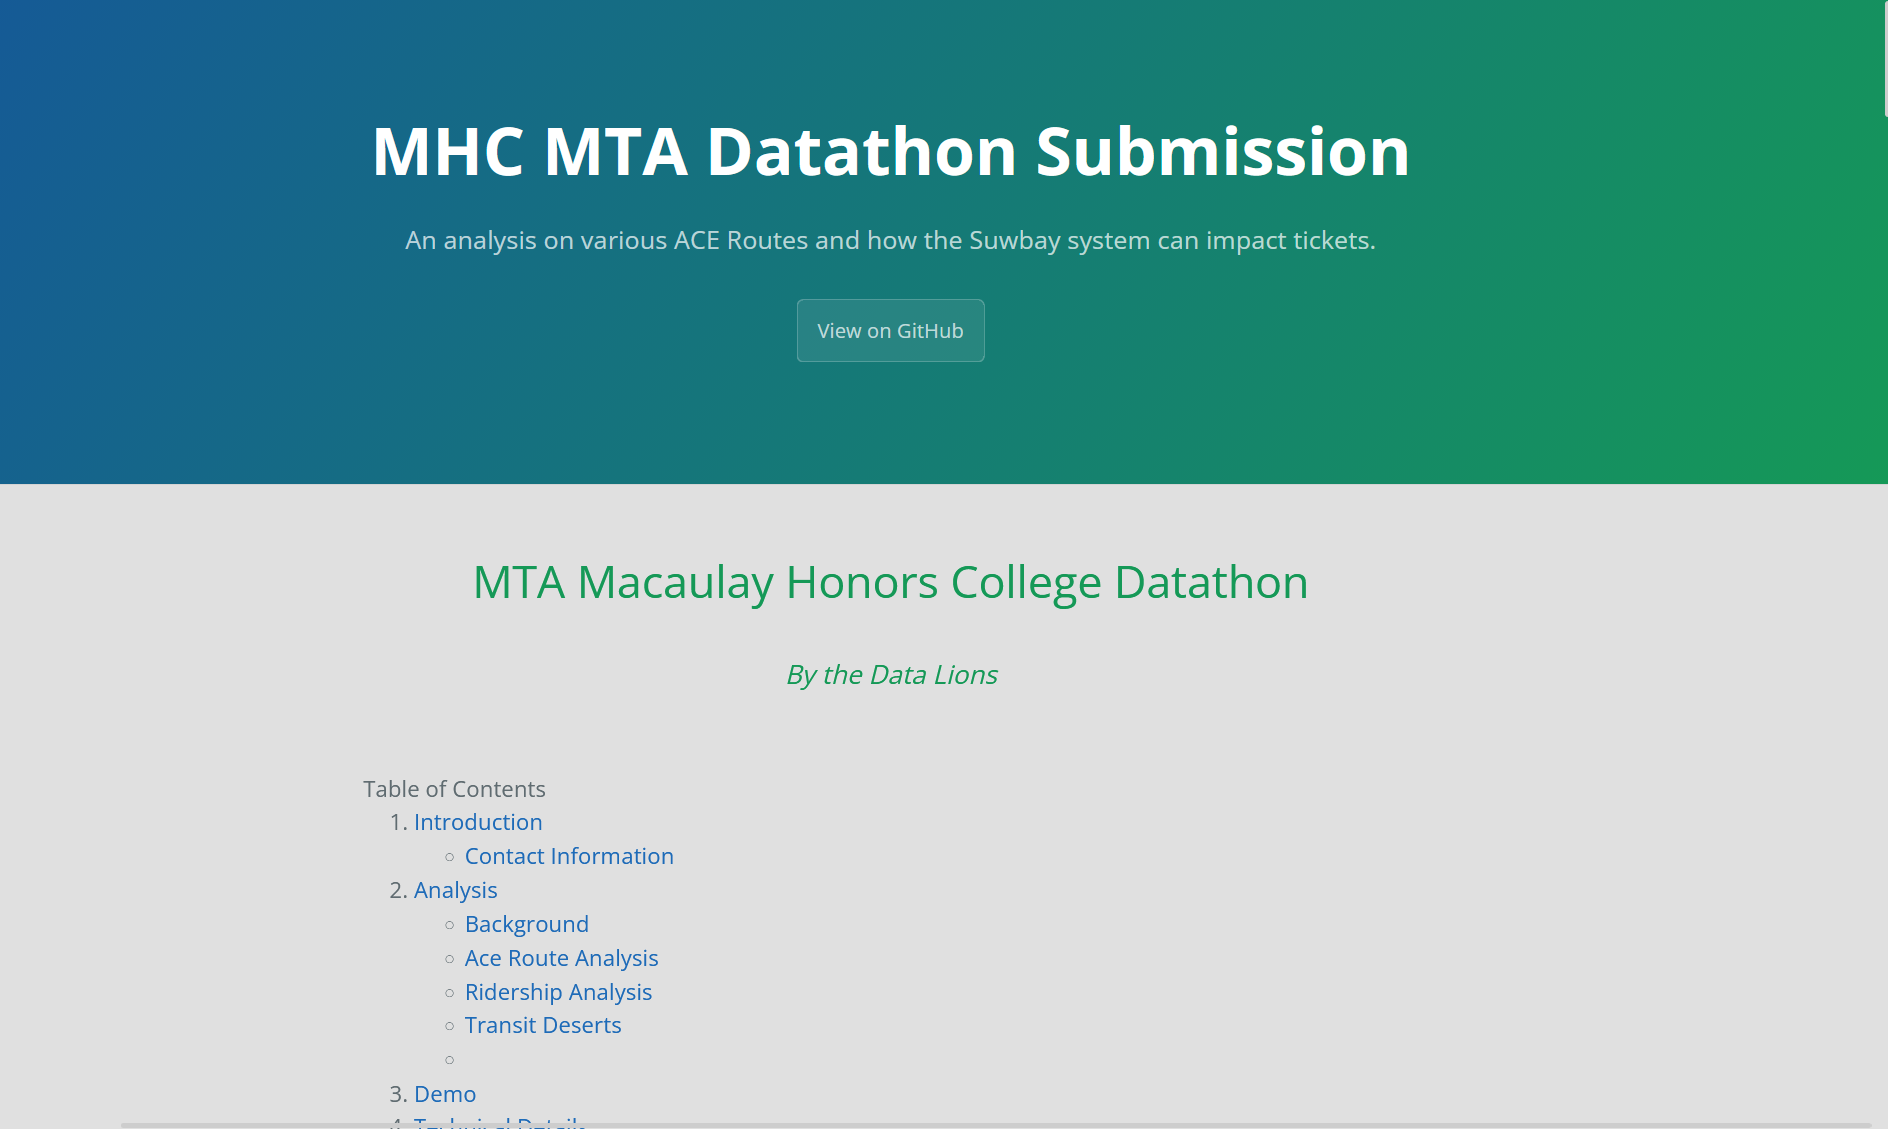 MHC MTA Datathon Submission
An analysis on various ACE Routes and how the Suwbay system can impact tickets.
View on GitHub
MTA Macaulay Honors College Datathon
By the Data Lions
Table of Contents
1. Introduction
○ Contact Information
2. Analysis
○ Background
○ Ace Route Analysis
○ Ridership Analysis
○ Transit Deserts
○
3. Demo
4. Technical Details